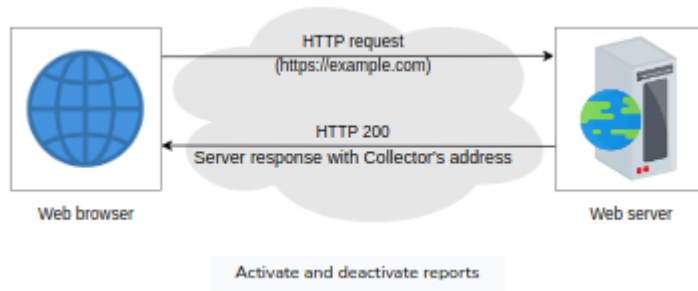 HTTP request
(https://example.com)
HTTP 200
Server response with Collector's address
Web browser
Web server
Activate and deactivate reports